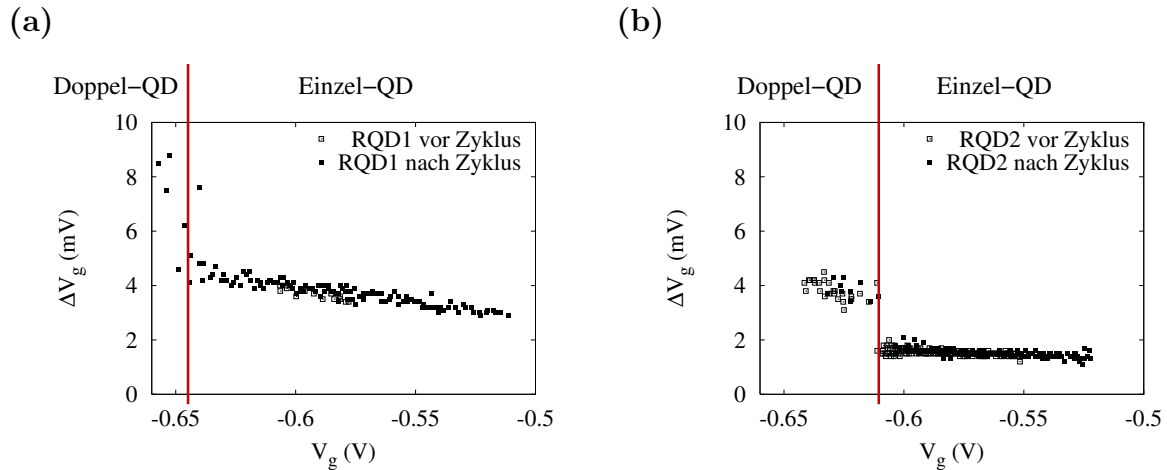 (a)
Doppel−QD Einzel−QD
10
8
6
4
2
0
ΔV_g (mV)
RQD1 vor Zyklus
RQD1 nach Zyklus
-0.65 -0.6 -0.55 -0.5
V_g (V)
(b)
Doppel−QD Einzel−QD
10
8
6
4
2
0
ΔV_g (mV)
RQD2 vor Zyklus
RQD2 nach Zyklus
-0.65 -0.6 -0.55 -0.5
V_g (V)